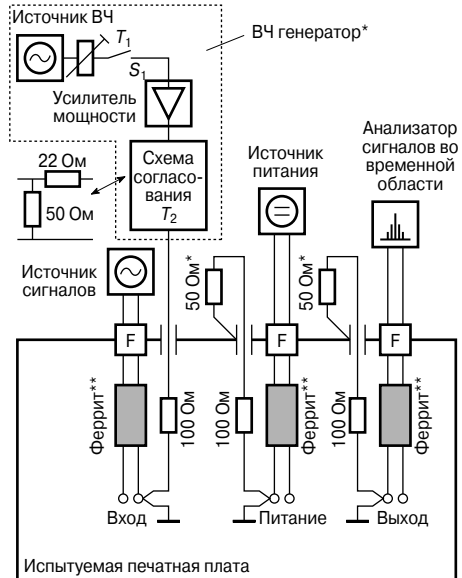 Источник ВЧ
T1
S1
ВЧ генератор*
Усилитель
мощности
22 Ом
50 Ом
Схема
согласо-
вания
T2
Источник
питания
Анализатор
сигналов во
временной
области
Источник
сигналов
50 Ом*
50 Ом*
F
F
F
Феррит**
100 Ом
100 Ом
Феррит**
100 Ом
Феррит**
Вход
Питание
Выход
Испытуемая печатная плата